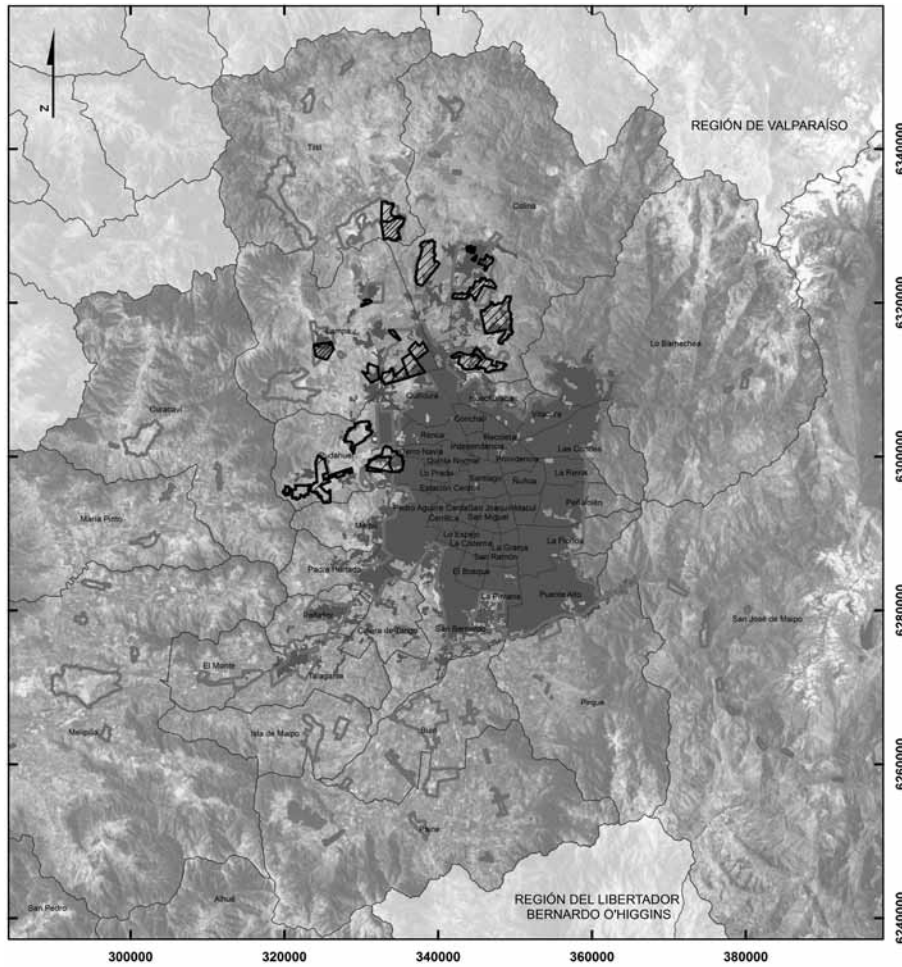 N
REGIÓN DE VALPARAÍSO
Tiltil
Colina
Lo Barnechea
Lampa
Curacaví
Quilicura
Huechuraba
Conchalí
Vitacura
Renca
Recoleta
Independencia
Las Condes
Cerro Navia
Pudahuel
Quinta Normal
Providencia
Lo Prado
Santiago
Ñuñoa
La Reina
Estación Central
Peñalolén
Pedro Aguirre Cerda
San Joaquín
Macul
Cerrillos
San Miguel
María Pinto
Maipú
Lo Espejo
La Cisterna
La Granja
La Florida
San Ramón
Padre Hurtado
El Bosque
La Pintana
Puente Alto
Peñaflor
Calera de Tango
San Bernardo
San José de Maipo
El Monte
Talagante
Pirque
Melipilla
Isla de Maipo
Buin
Paine
Alhué
San Pedro
REGIÓN DEL LIBERTADOR
BERNARDO O'HIGGINS
6340000
6320000
6300000
6280000
6260000
6240000
300000
320000
340000
360000
380000